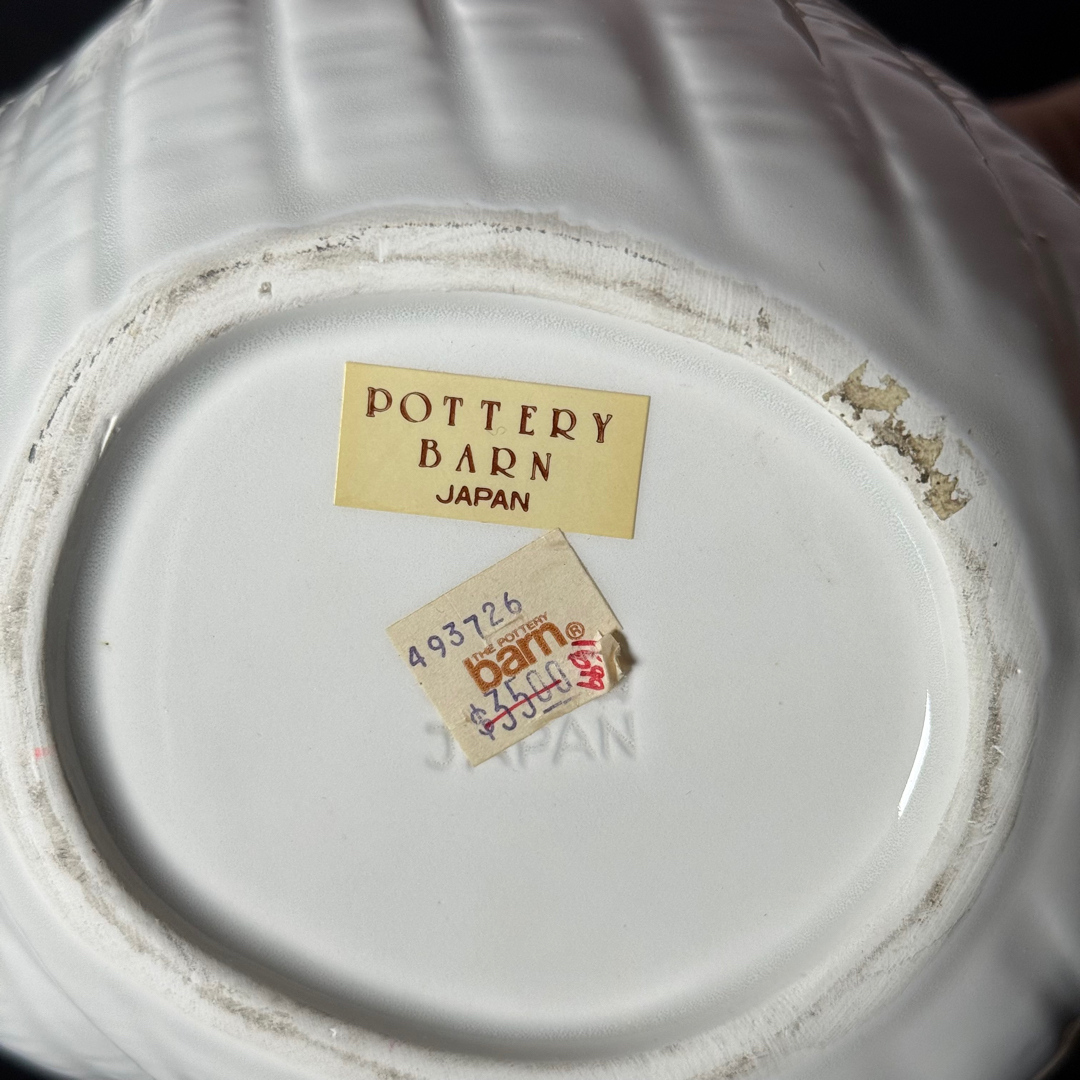 POTTERY
BARN
JAPAN
493726
THE POTTERY
barn®
$35.00
JAPAN